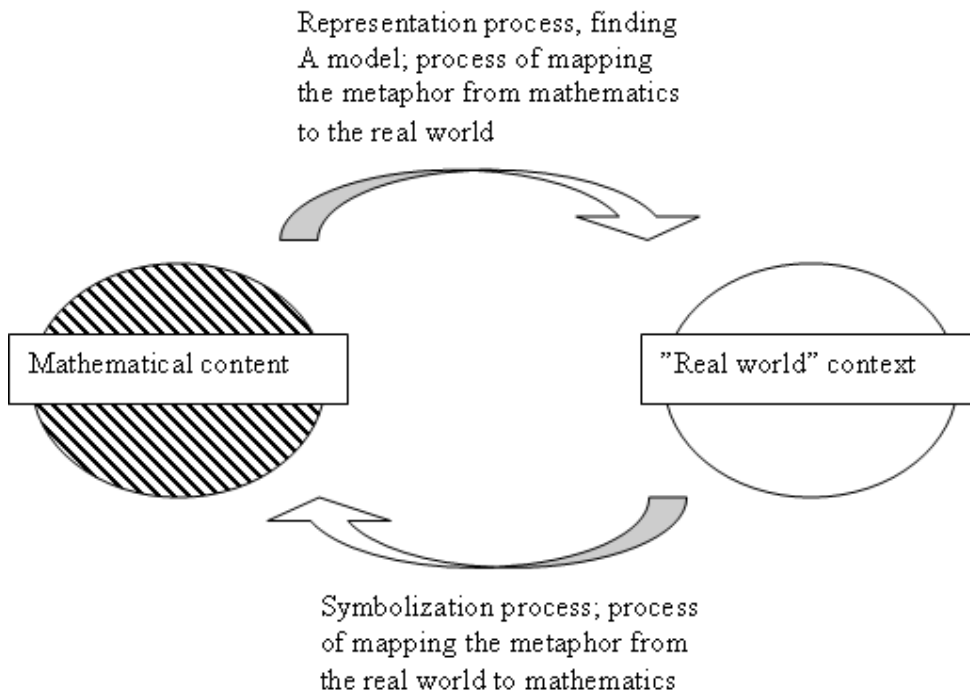 Representation process, finding
A model; process of mapping
the metaphor from mathematics
to the real world
Mathematical content
”Real world” context
Symbolization process; process
of mapping the metaphor from
the real world to mathematics